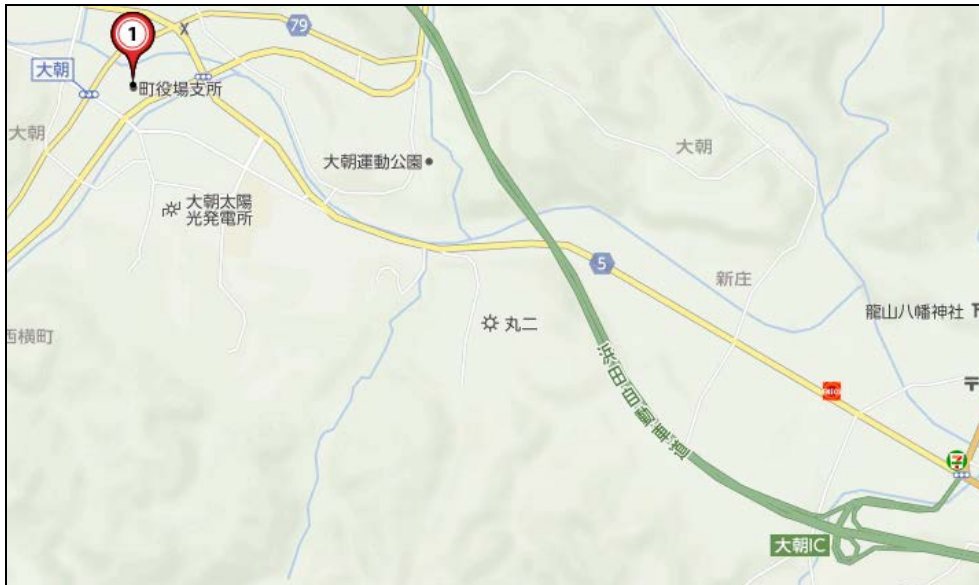 1
79
大朝
町役場支所
大朝
大朝運動公園
大朝
大朝太陽
光発電所
5
新庄
龍山八幡神社
丸二
西横町
浜田自動車道
ENEOS
7
大朝IC